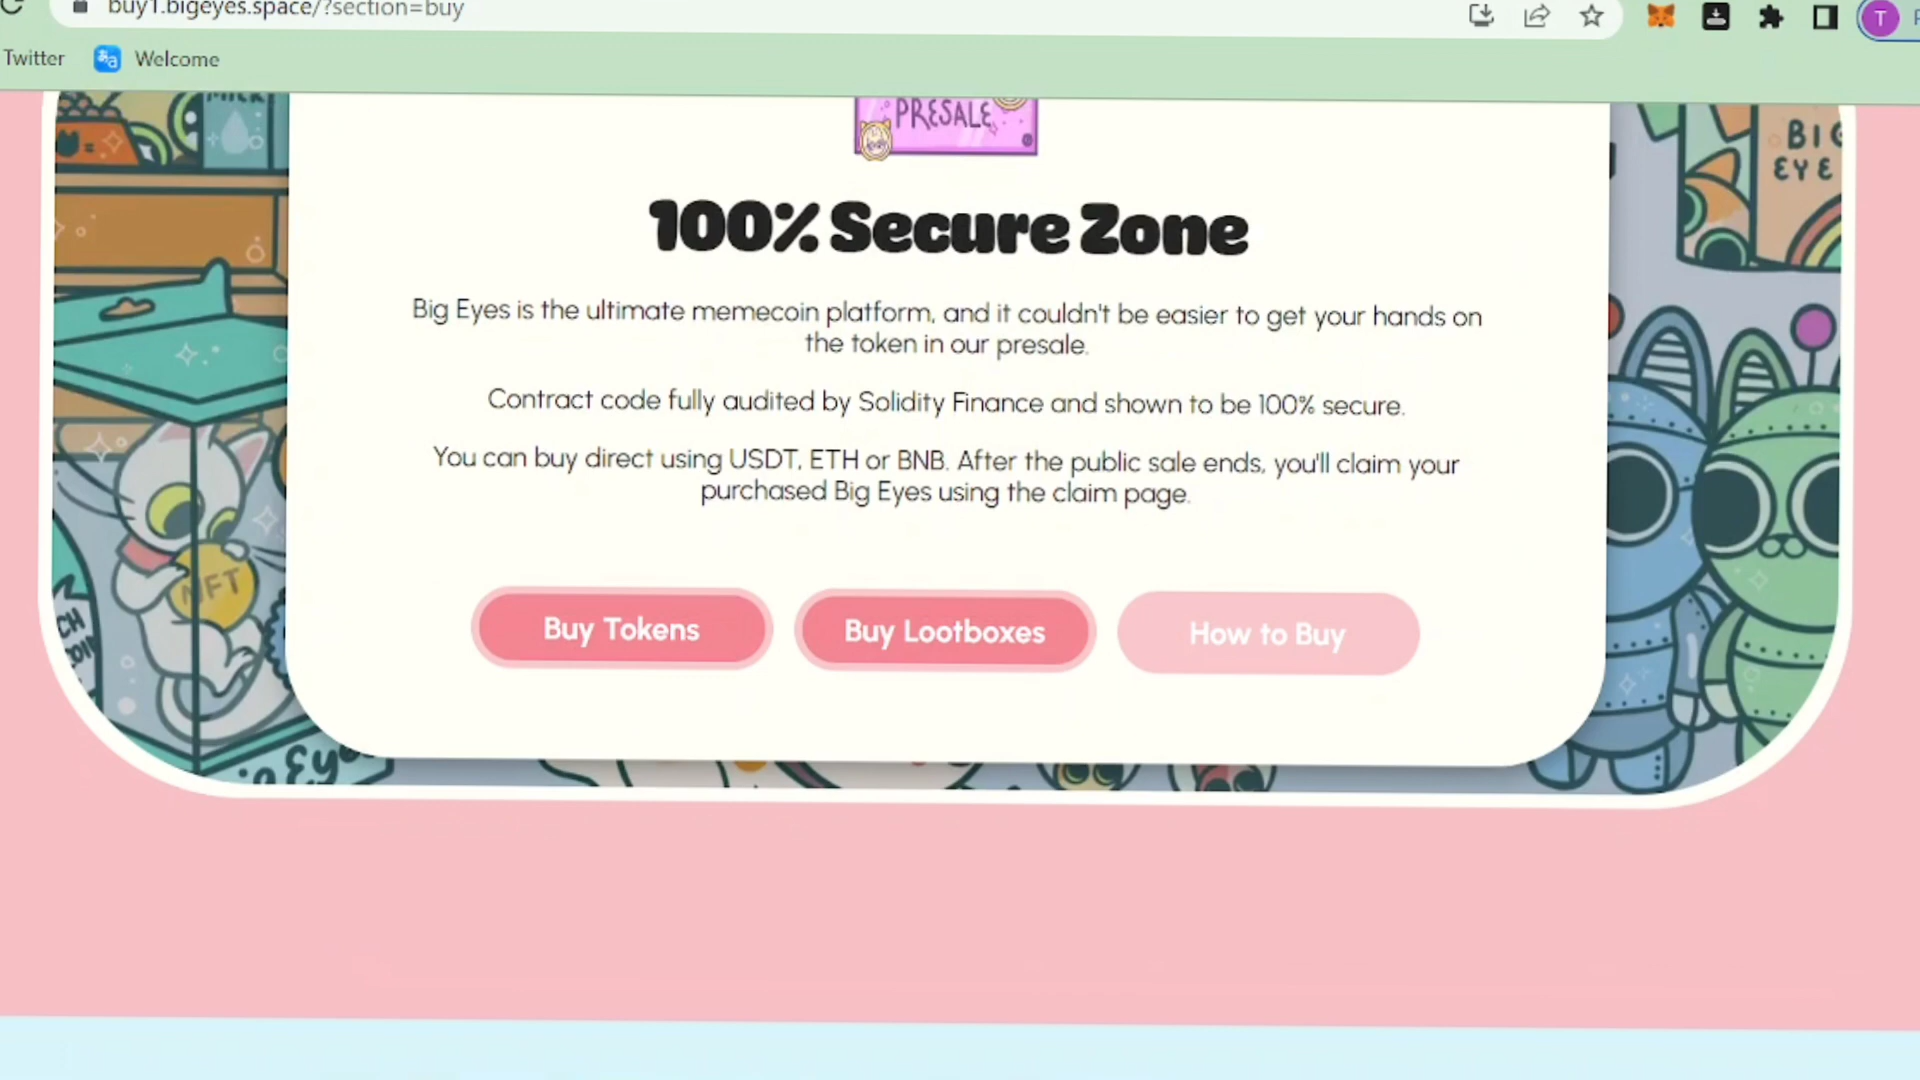 buy1.bigeyes.space/?section=buy
T
Twitter
Welcome
PRESALE
BIG
EYE
100% Secure Zone
Big Eyes is the ultimate memecoin platform, and it couldn't be easier to get your hands on
the token in our presale.
Contract code fully audited by Solidity Finance and shown to be 100% secure.
You can buy direct using USDT, ETH or BNB. After the public sale ends, you'll claim your
purchased Big Eyes using the claim page.
NFT
Buy Tokens
Buy Lootboxes
How to Buy